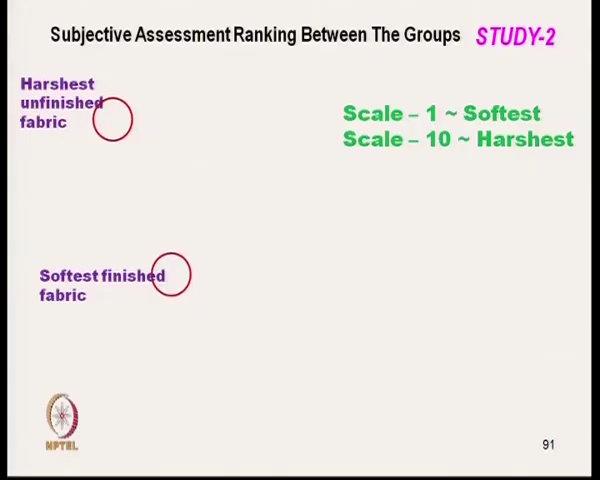 Subjective Assessment Ranking Between The Groups STUDY-2
Harshest
unfinished
fabric
Scale – 1 ~ Softest
Scale – 10 ~ Harshest
Softest finished
fabric
NPTEL
91